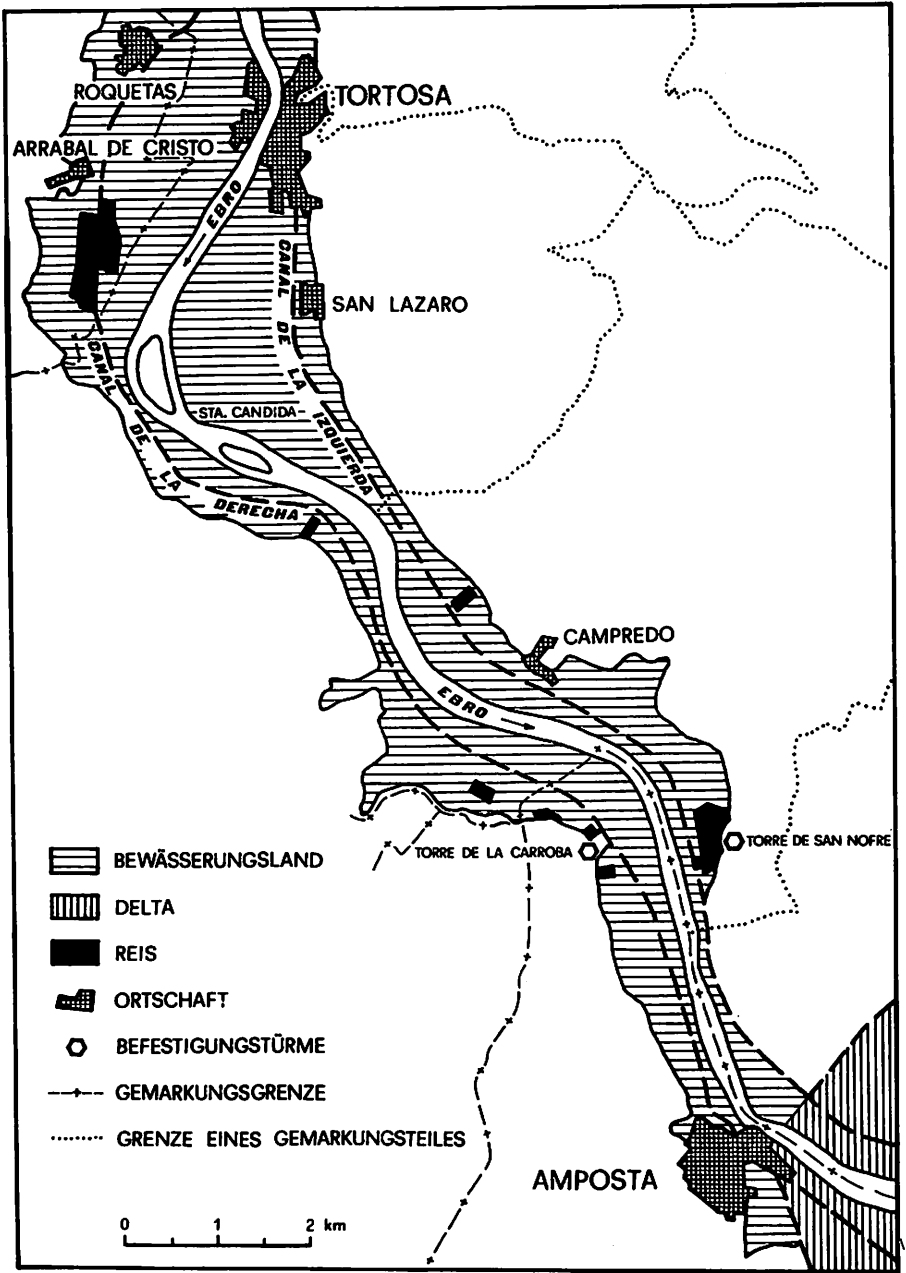 ROQUETAS
TORTOSA
ARRABAL DE CRISTO
EBRO
CANAL DE LA IZQUIERDA
SAN LAZARO
CANAL DE LA DERECHA
STA. CANDIDA
CAMPREDO
EBRO
TORRE DE LA CARROBA
TORRE DE SAN NOFRE
BEWÄSSERUNGSLAND
DELTA
REIS
ORTSCHAFT
BEFESTIGUNGSTÜRME
GEMARKUNGSGRENZE
GRENZE EINES GEMARKUNGSTEILES
AMPOSTA
0 1 2 km